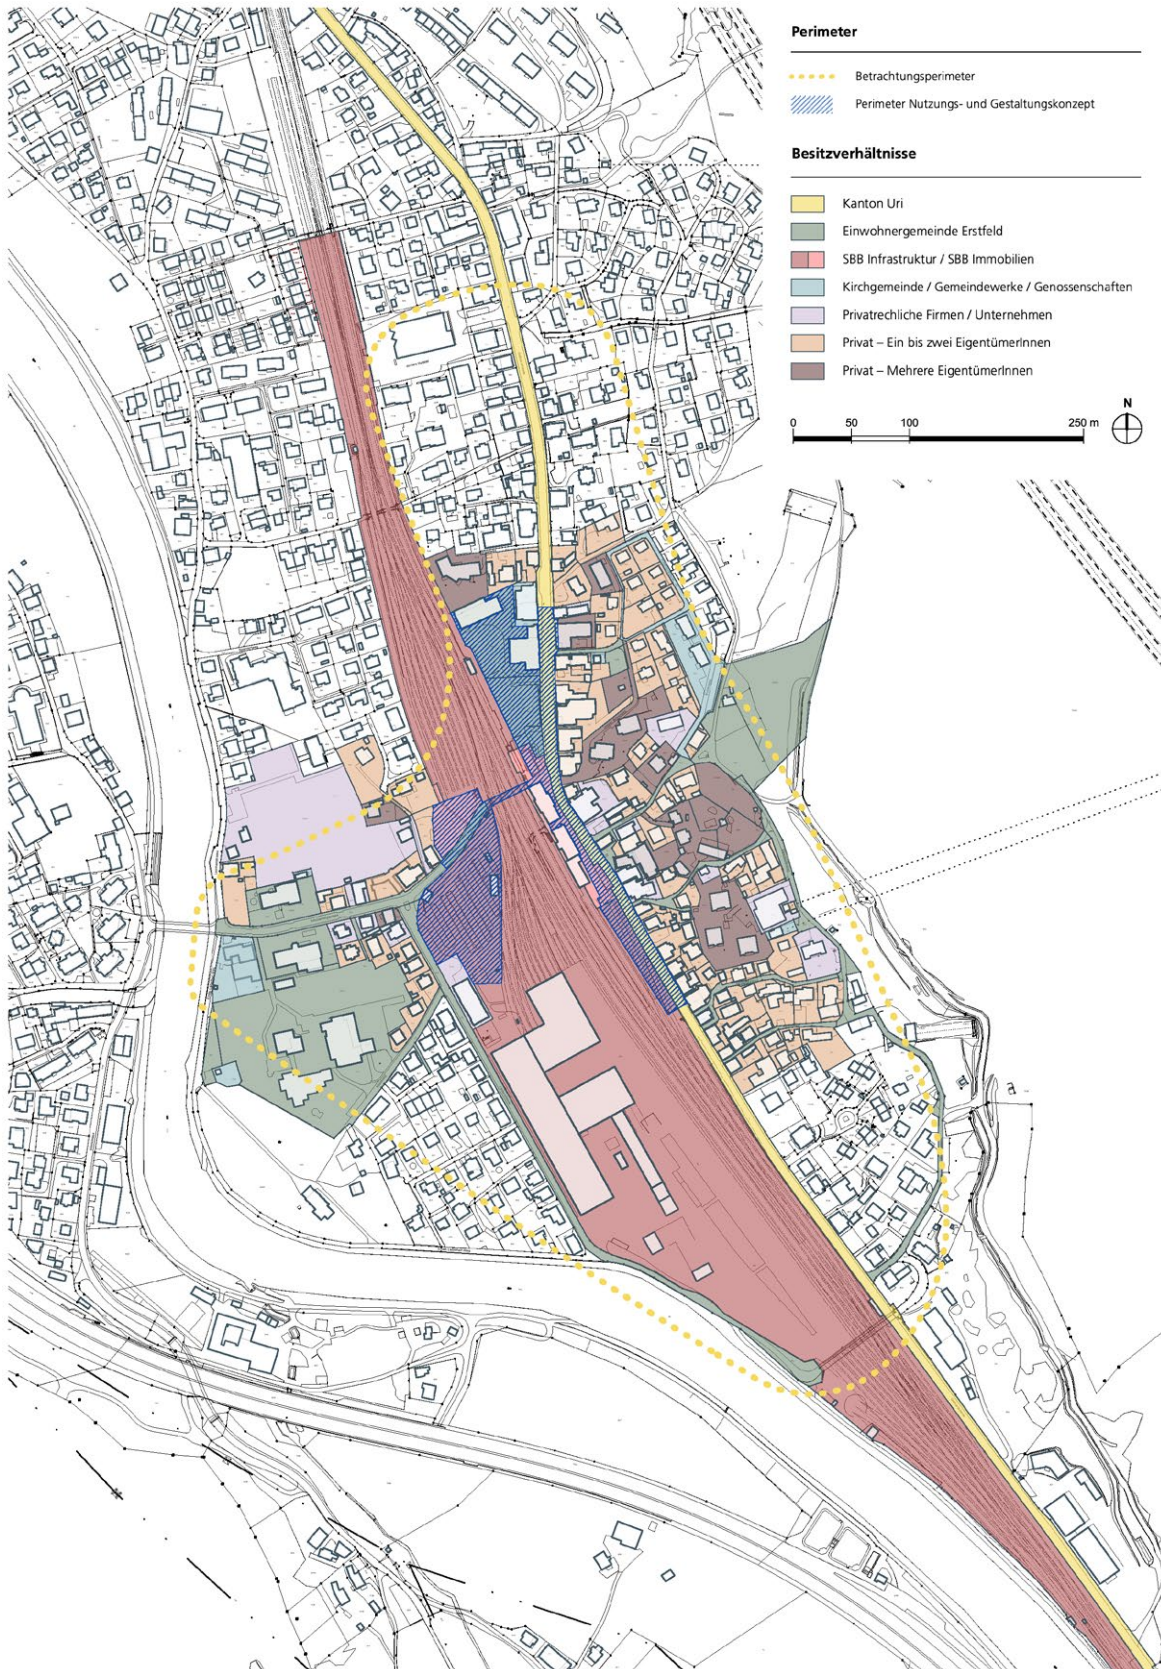 Perimeter
Betrachtungsperimeter
Perimeter Nutzungs- und Gestaltungskonzept
Besitzverhältnisse
Kanton Uri
Einwohnergemeinde Erstfeld
SBB Infrastruktur / SBB Immobilien
Kirchgemeinde / Gemeindewerke / Genossenschaften
Privatrechliche Firmen / Unternehmen
Privat – Ein bis zwei EigentümerInnen
Privat – Mehrere EigentümerInnen
N
0 50 100 250 m